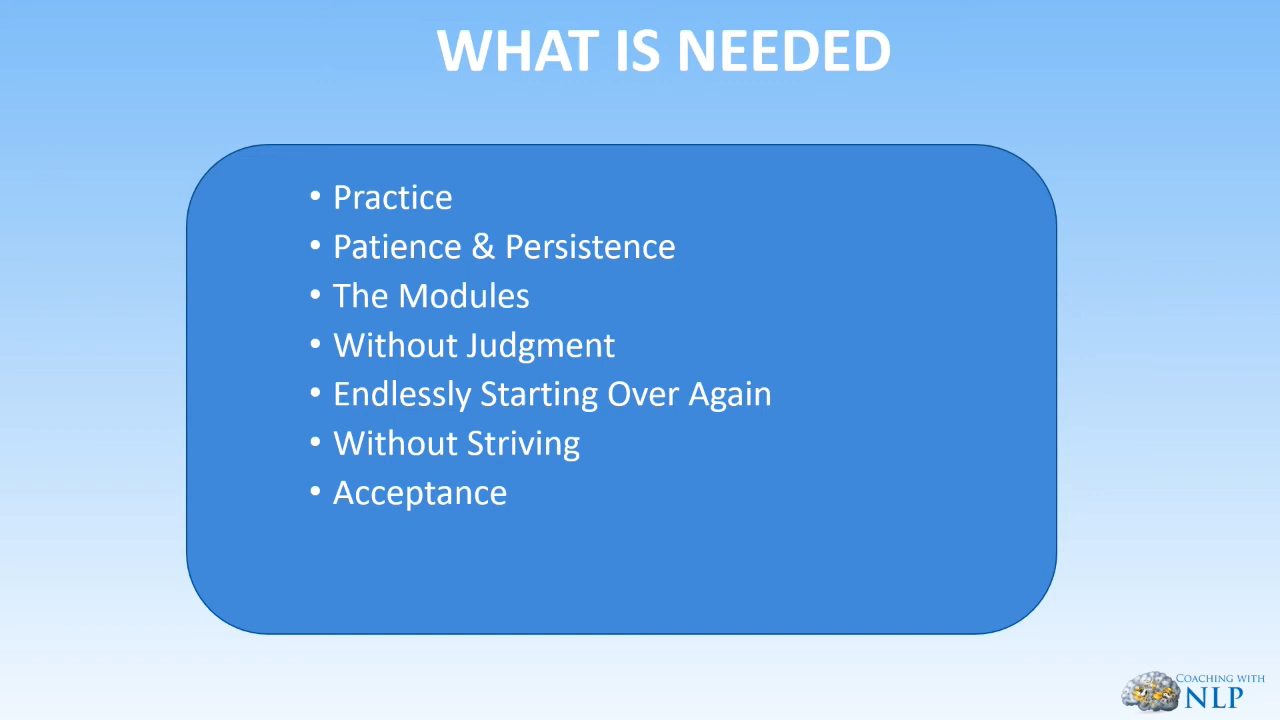 WHAT IS NEEDED
• Practice
• Patience & Persistence
• The Modules
• Without Judgment
• Endlessly Starting Over Again
• Without Striving
• Acceptance
COACHING WITH
NLP